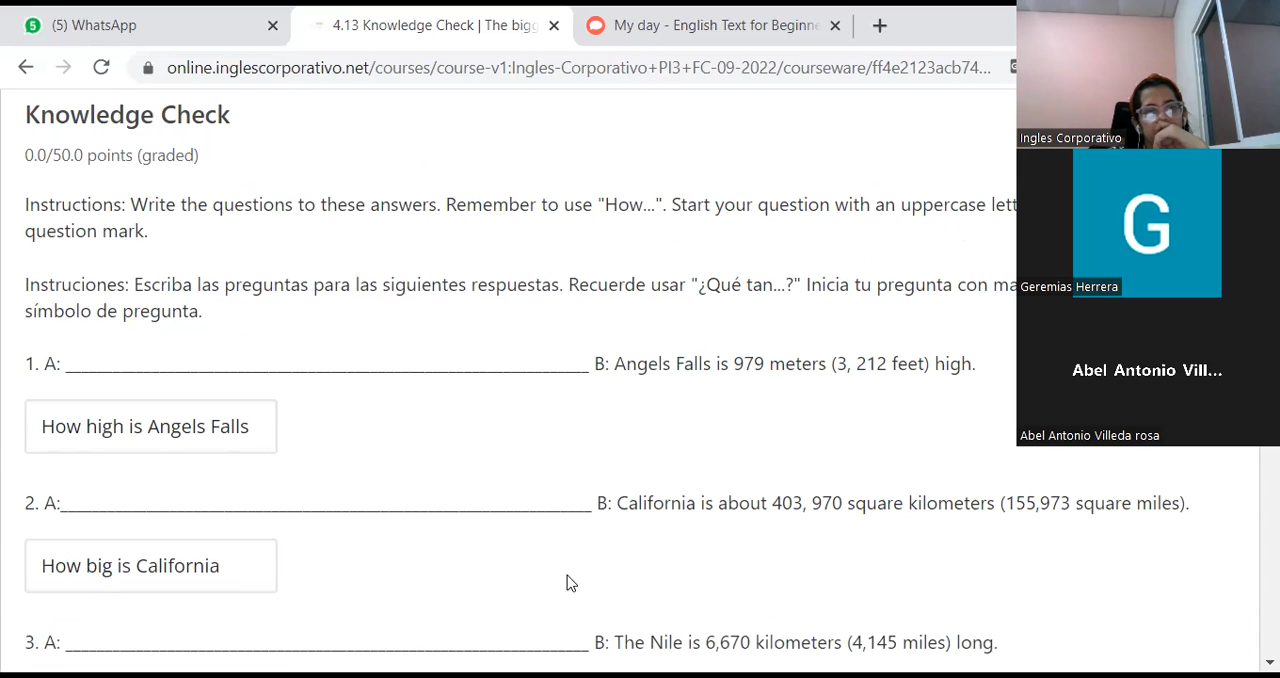 5 (5) WhatsApp
4.13 Knowledge Check | The bigg
My day - English Text for Beginne
online.inglescorporativo.net/courses/course-v1:Ingles-Corporativo+PI3+FC-09-2022/courseware/ff4e2123acb74...
Knowledge Check
0.0/50.0 points (graded)
Instructions: Write the questions to these answers. Remember to use "How...". Start your question with an uppercase lett
question mark.
Instruciones: Escriba las preguntas para las siguientes respuestas. Recuerde usar "¿Qué tan...?" Inicia tu pregunta con ma
símbolo de pregunta.
1. A: ______ B: Angels Falls is 979 meters (3, 212 feet) high.
How high is Angels Falls
2. A:______ B: California is about 403, 970 square kilometers (155,973 square miles).
How big is California
3. A: ______ B: The Nile is 6,670 kilometers (4,145 miles) long.
Ingles Corporativo
G
Geremias Herrera
Abel Antonio Vill...
Abel Antonio Villeda rosa